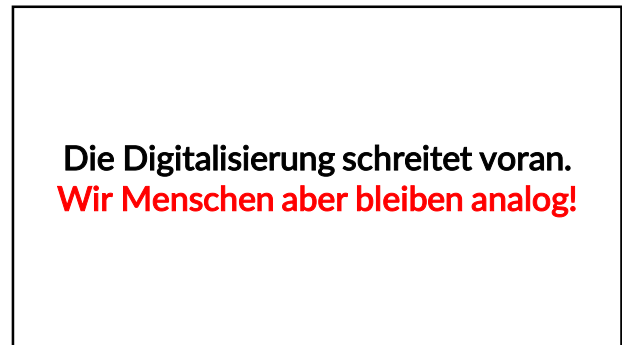 Die Digitalisierung schreitet voran.
Wir Menschen aber bleiben analog!